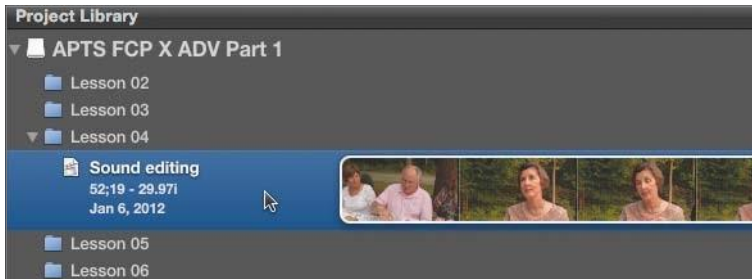 Project Library
APTS FCP X ADV Part 1
Lesson 02
Lesson 03
Lesson 04
Sound editing
52;19 - 29.97i
Jan 6, 2012
Lesson 05
Lesson 06